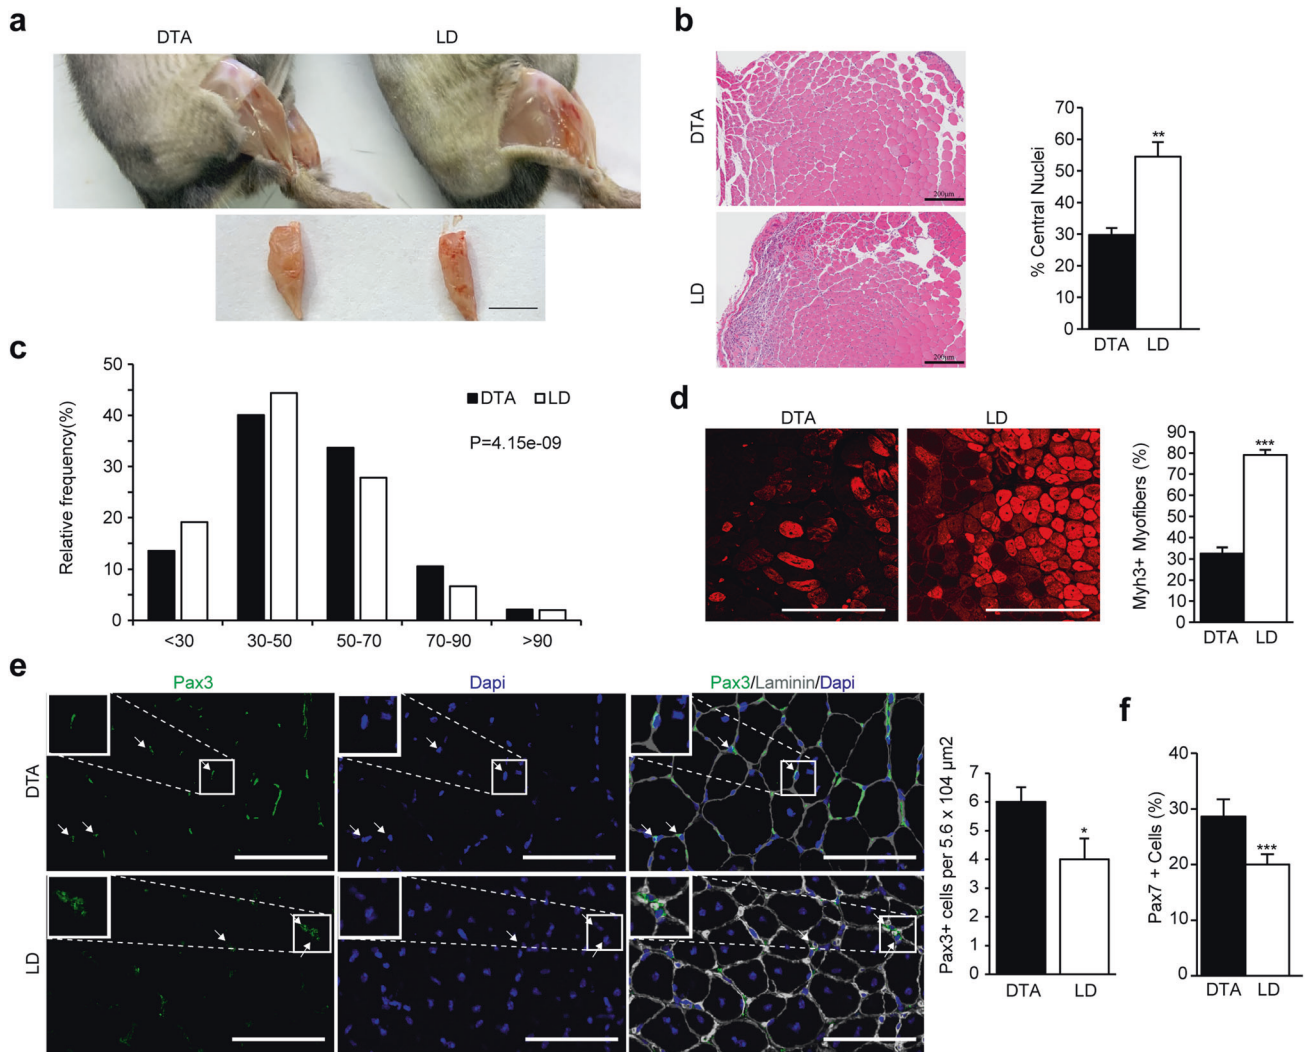 a
DTA
LD
b
DTA
200μm
LD
200μm
% Central Nuclei
70
60
50
40
30
20
10
0
**
DTA
LD
c
Relative frequency(%)
50
40
30
20
10
0
DTA
LD
P=4.15e-09
<30
30-50
50-70
70-90
>90
d
DTA
LD
Myh3+ Myofibers (%)
90
80
70
60
50
40
30
20
10
0
***
DTA
LD
e
Pax3
Dapi
Pax3/Laminin/Dapi
DTA
LD
Pax3+ cells per 5.6 x 104 μm2
7
6
5
4
3
2
1
0
*
DTA
LD
f
Pax7 + Cells (%)
40
30
20
10
0
***
DTA
LD